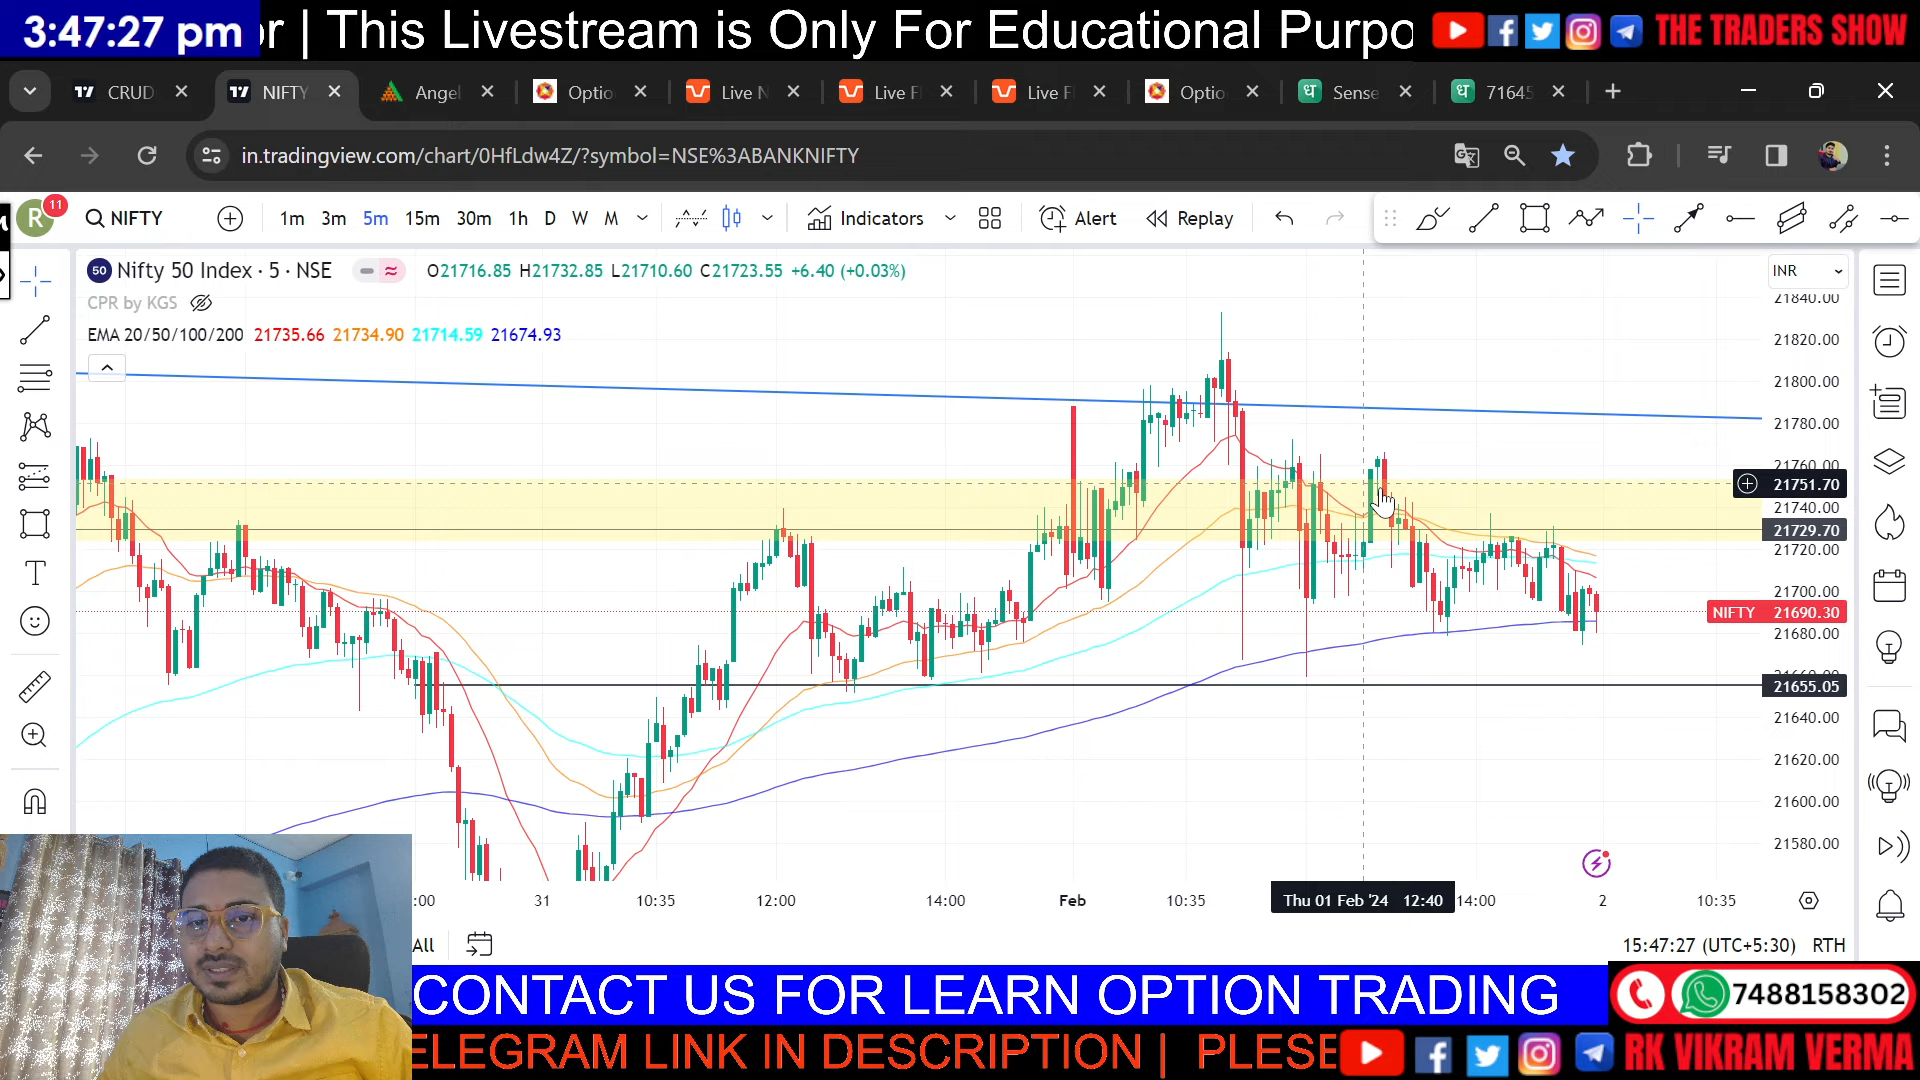 3:47:27 pm
or | This Livestream is Only For Educational Purpo
THE TRADERS SHOW
CRUD
NIFTY
Angel
Optio
Live N
Live F
Live F
Optio
Sense
71645
in.tradingview.com/chart/0HfLdw4Z/?symbol=NSE%3ABANKNIFTY
R
11
NIFTY
1m 3m 5m 15m 30m 1h D W M
Indicators
Alert
Replay
50
Nifty 50 Index · 5 · NSE
O21716.85 H21732.85 L21710.60 C21723.55 +6.40 (+0.03%)
INR
CPR by KGS
EMA 20/50/100/200 21735.66 21734.90 21714.59 21674.93
21840.00
21820.00
21800.00
21780.00
21760.00
21751.70
21740.00
21729.70
21720.00
21700.00
NIFTY 21690.30
21680.00
21660.00
21655.05
21640.00
21620.00
21600.00
21580.00
:00
31
10:35
12:00
14:00
Feb
10:35
Thu 01 Feb '24 12:40
14:00
2
10:35
All
15:47:27 (UTC+5:30) RTH
CONTACT US FOR LEARN OPTION TRADING
7488158302
ELEGRAM LINK IN DESCRIPTION | PLESE
RK VIKRAM VERMA